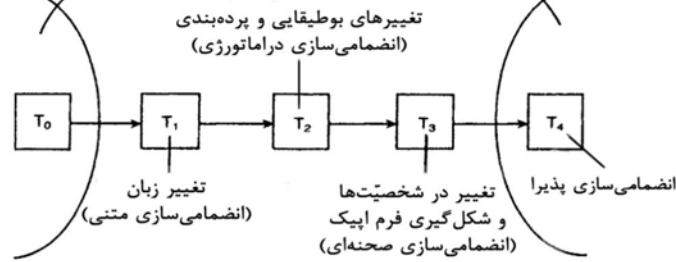 تغییرهای بوطیقایی و پرده‌بندی
(انضمامی‌سازی دراماتورژی)
T₀
T₁
T₂
T₃
T₄
تغییر زبان
(انضمامی‌سازی متنی)
تغییر در شخصیّت‌ها
و شکل‌گیری فرم اپیک
(انضمامی‌سازی صحنه‌ای)
انضمامی‌سازی پذیرا